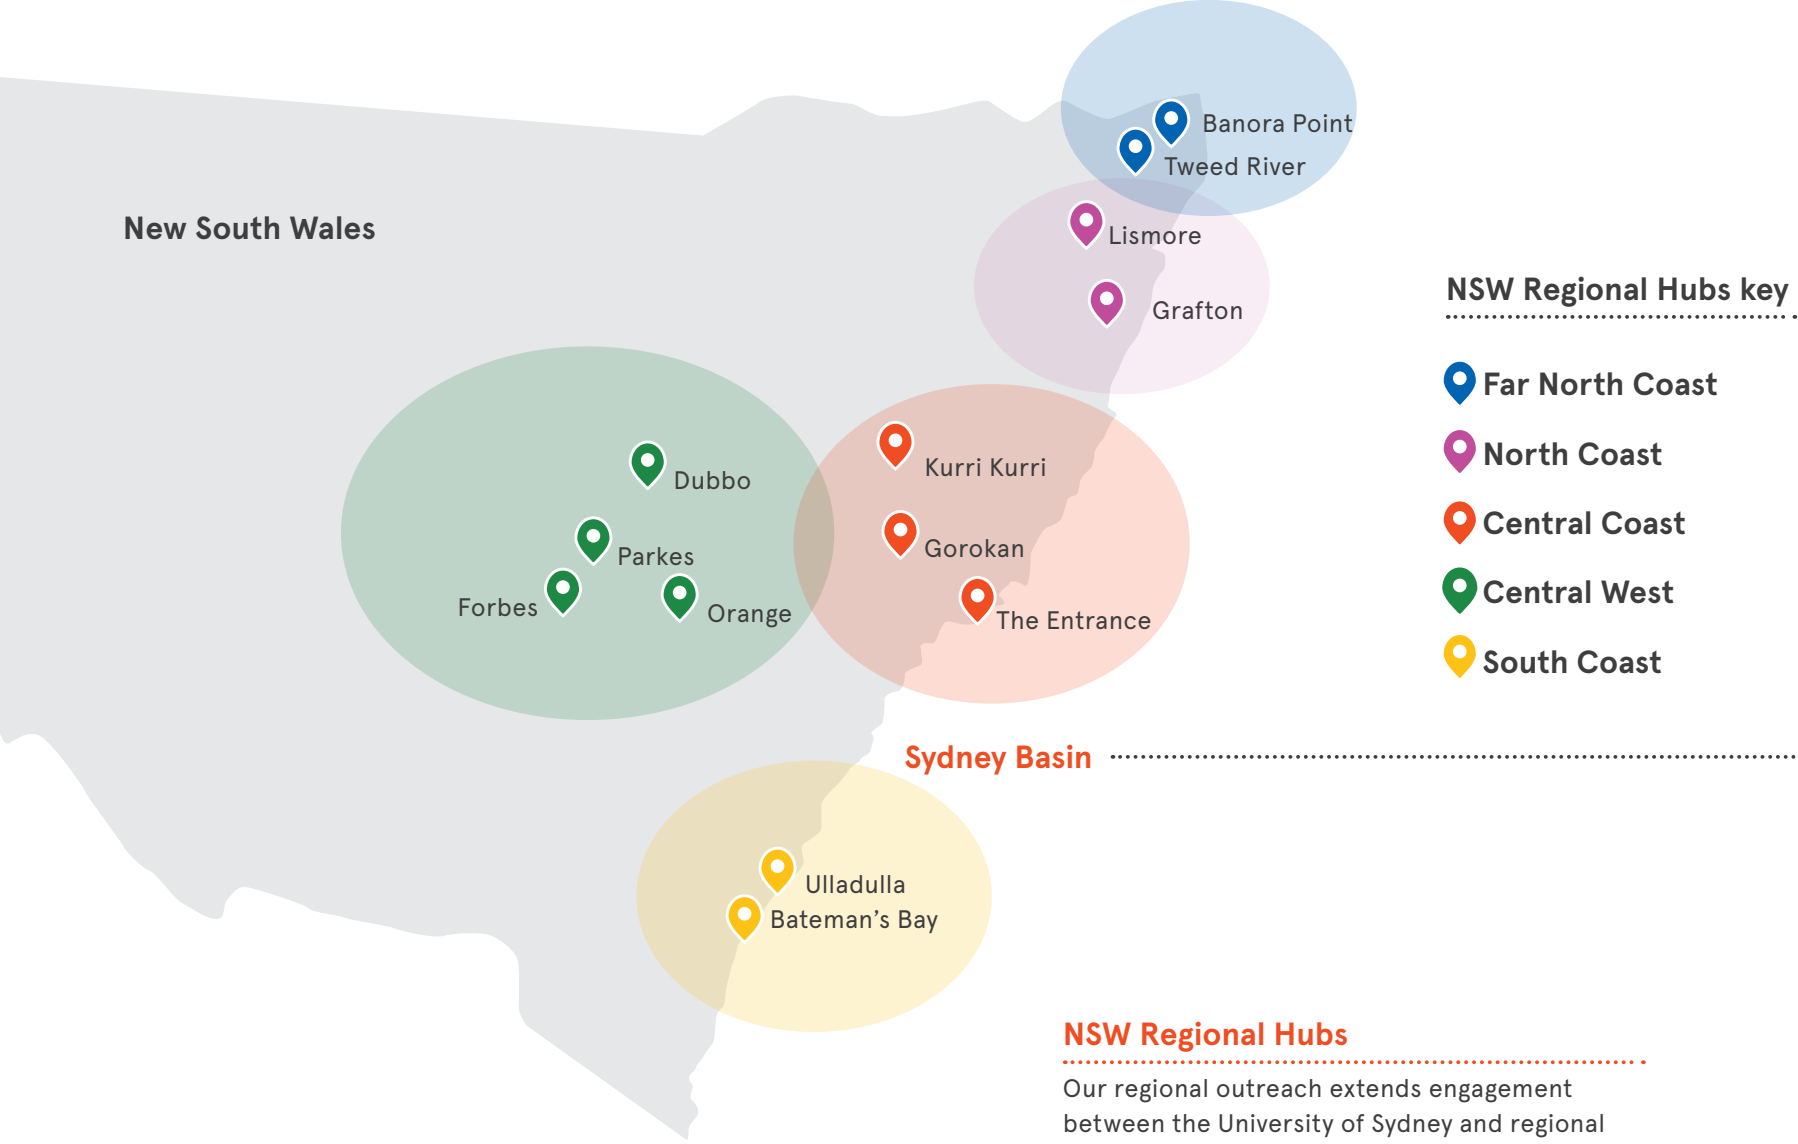 Banora Point
Tweed River
New South Wales
Lismore
Grafton
NSW Regional Hubs key
Far North Coast
North Coast
Central Coast
Central West
South Coast
Dubbo
Parkes
Forbes
Orange
Kurri Kurri
Gorokan
The Entrance
Sydney Basin
Ulladulla
Bateman’s Bay
NSW Regional Hubs
Our regional outreach extends engagement
between the University of Sydney and regional